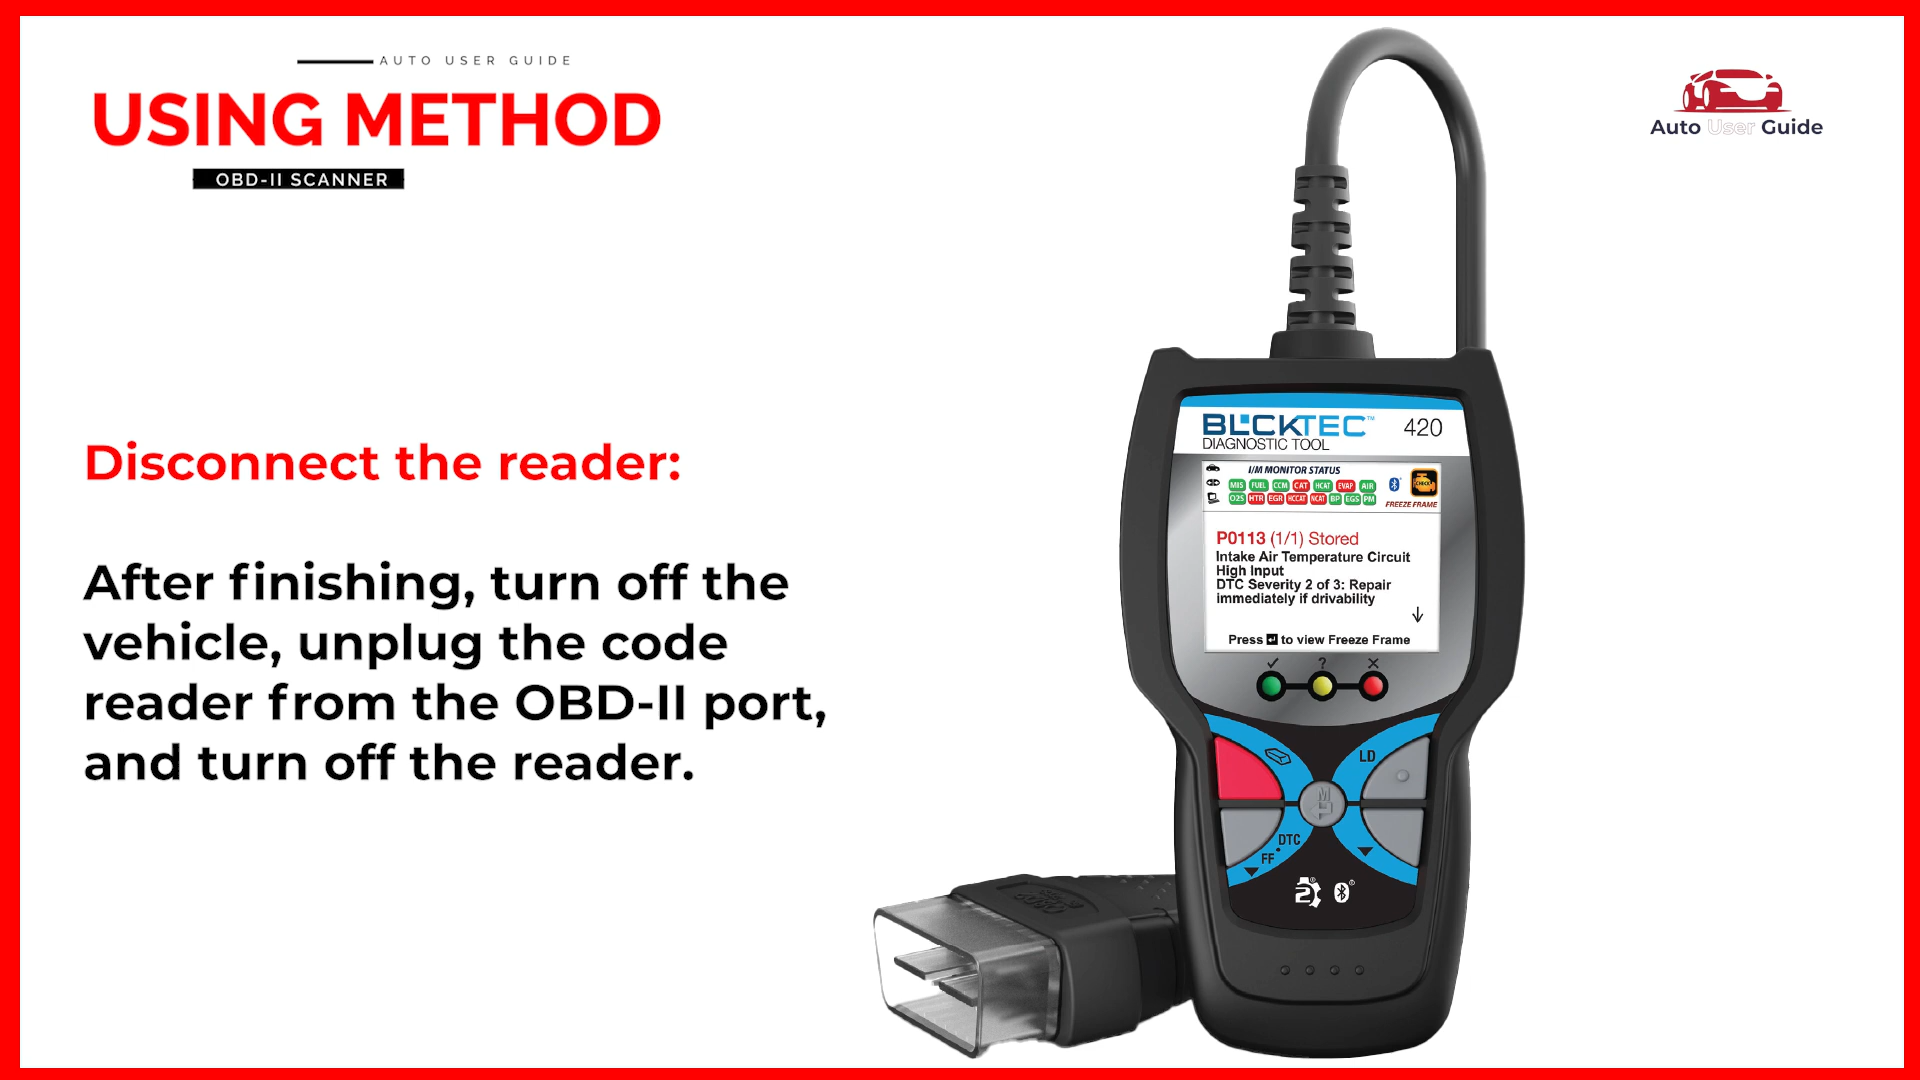 AUTO USER GUIDE
USING METHOD
OBD-II SCANNER
Auto User Guide
Disconnect the reader:
After finishing, turn off the
vehicle, unplug the code
reader from the OBD-II port,
and turn off the reader.
BLCKTEC™ 420
DIAGNOSTIC TOOL
I/M MONITOR STATUS
MIS FUEL CCM CAT HCAT EVAP AIR
O2S HTR EGR HCCAT NCAT BP EGS PM
CHECK
FREEZE FRAME
P0113 (1/1) Stored
Intake Air Temperature Circuit
High Input
DTC Severity 2 of 3: Repair
immediately if drivability
Press ↵ to view Freeze Frame
✓ ? ✕
LD
M
DTC
FF
2